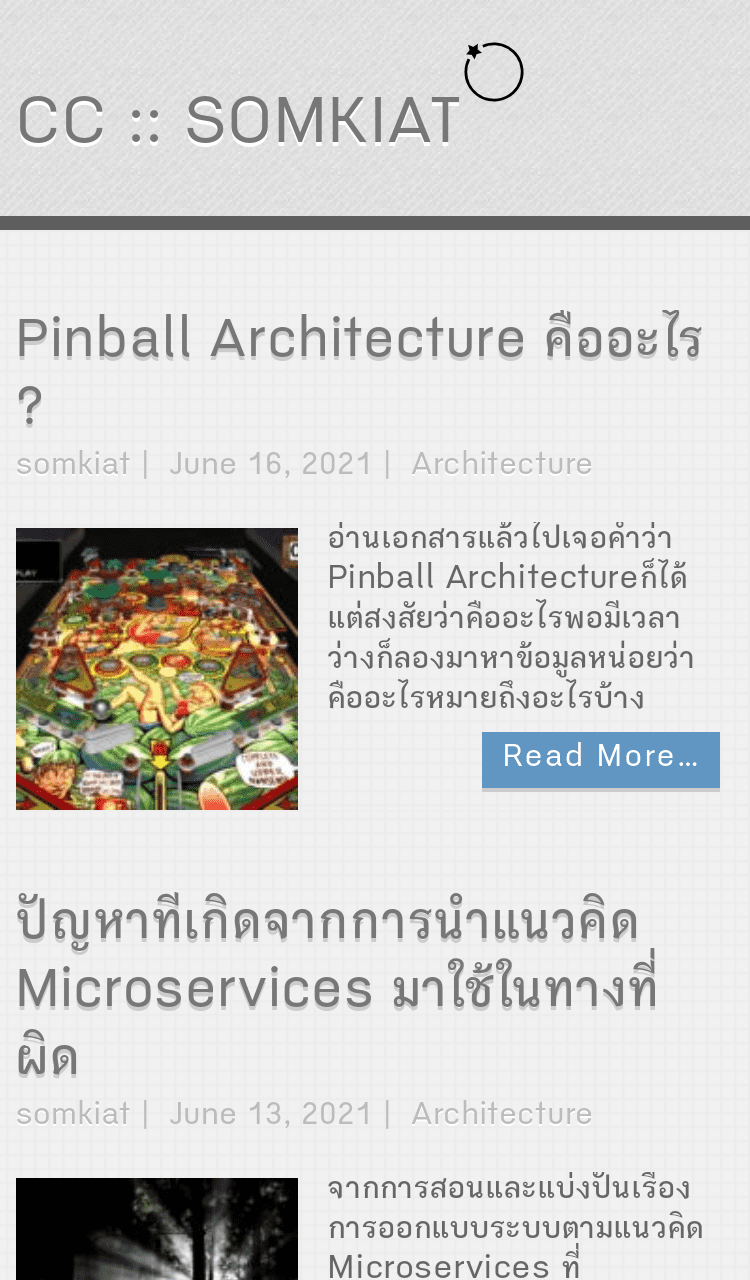 CC :: SOMKIAT
Pinball Architecture คืออะไร
?
somkiat | June 16, 2021 | Architecture
อ่านเอกสารแล้วไปเจอคำว่า
Pinball Architectureก็ได้
แต่สงสัยว่าคืออะไรพอมีเวลา
ว่างก็ลองมาหาข้อมูลหน่อยว่า
คืออะไรหมายถึงอะไรบ้าง
Read More…
ปัญหาที่เกิดจากการนำแนวคิด
Microservices มาใช้ในทางที่
ผิด
somkiat | June 13, 2021 | Architecture
จากการสอนและแบ่งปันเรื่อง
การออกแบบระบบตามแนวคิด
Microservices ที่